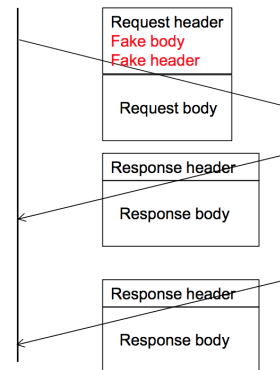 Request header
Fake body
Fake header
Request body
Response header
Response body
Response header
Response body